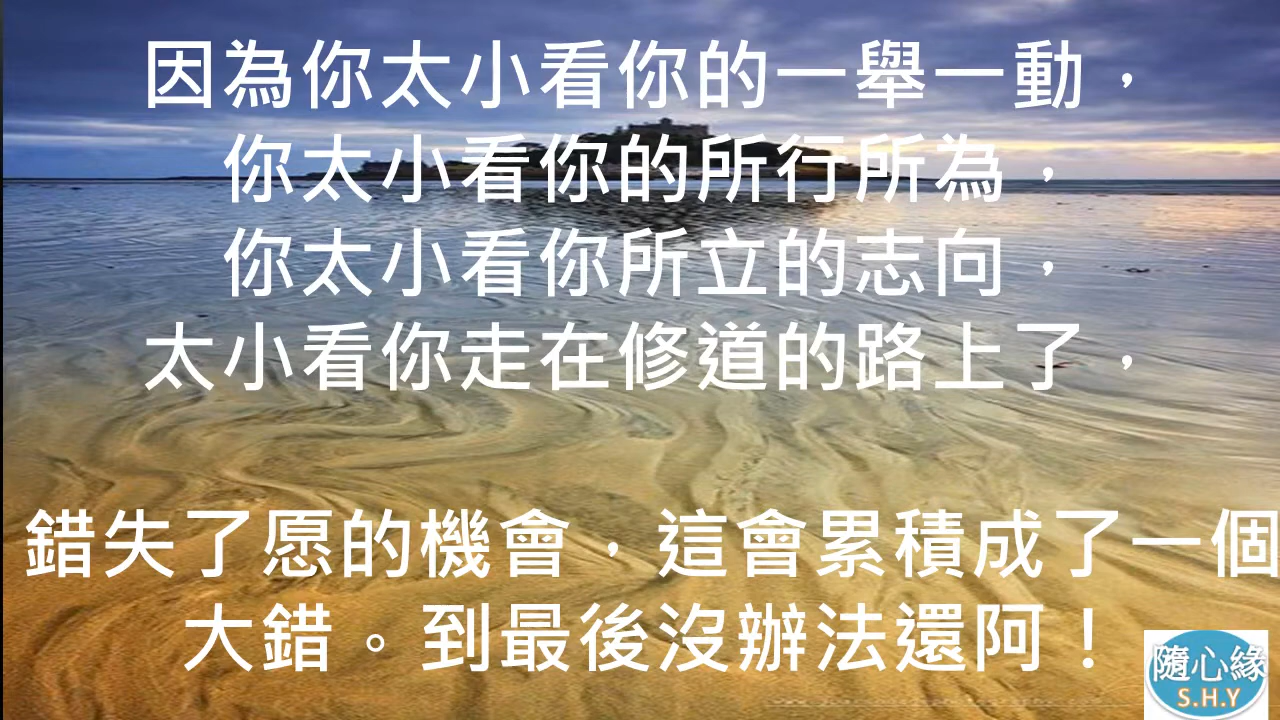 因為你太小看你的一舉一動，
你太小看你的所行所為，
你太小看你所立的志向，
太小看你走在修道的路上了，
錯失了愿的機會，這會累積成了一個
大錯。到最後沒辦法還阿！
隨心緣
S.H.Y